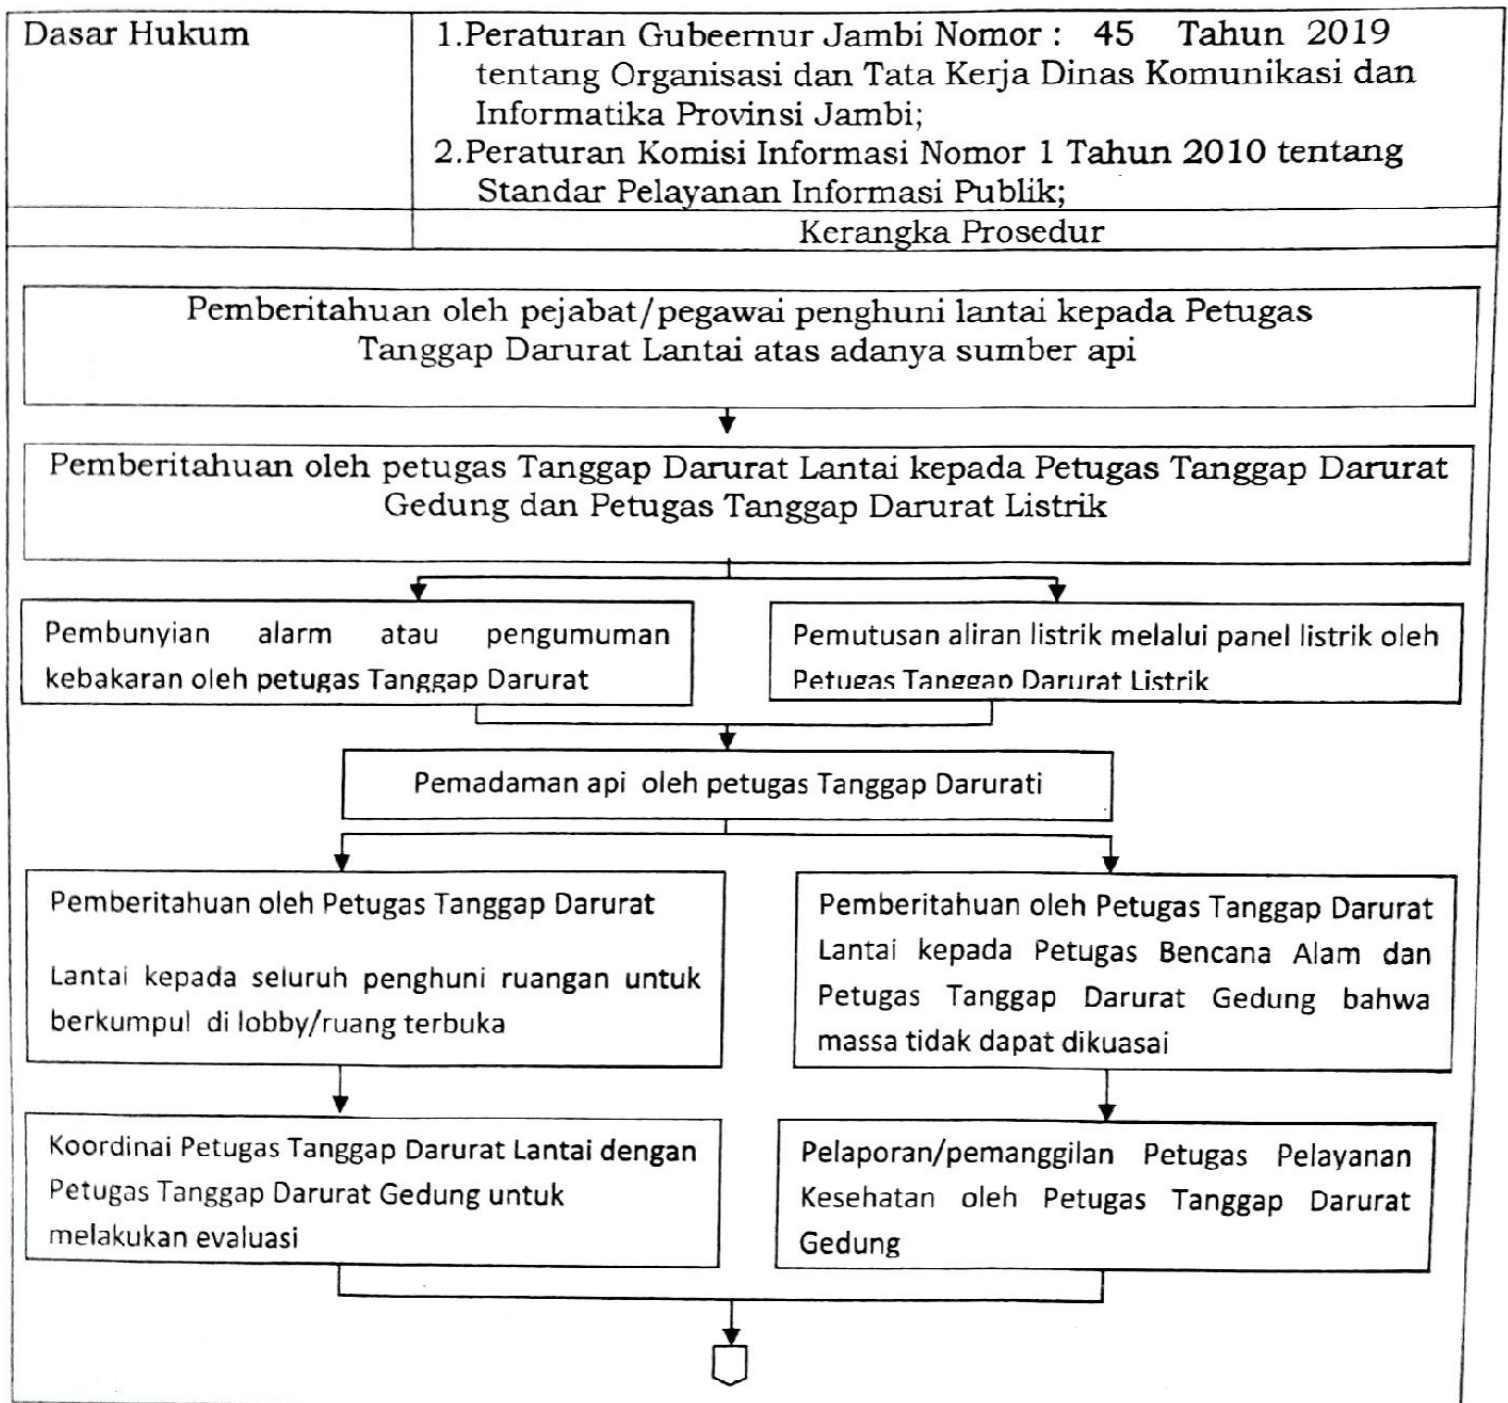 Dasar Hukum
1.Peraturan Gubeernur Jambi Nomor : 45 Tahun 2019
tentang Organisasi dan Tata Kerja Dinas Komunikasi dan
Informatika Provinsi Jambi;
2.Peraturan Komisi Informasi Nomor 1 Tahun 2010 tentang
Standar Pelayanan Informasi Publik;
Kerangka Prosedur
Pemberitahuan oleh pejabat/pegawai penghuni lantai kepada Petugas
Tanggap Darurat Lantai atas adanya sumber api
Pemberitahuan oleh petugas Tanggap Darurat Lantai kepada Petugas Tanggap Darurat
Gedung dan Petugas Tanggap Darurat Listrik
Pembunyian alarm atau pengumuman
kebakaran oleh petugas Tanggap Darurat
Pemutusan aliran listrik melalui panel listrik oleh
Petugas Tanggap Darurat Listrik
Pemadaman api oleh petugas Tanggap Darurati
Pemberitahuan oleh Petugas Tanggap Darurat
Lantai kepada seluruh penghuni ruangan untuk
berkumpul di lobby/ruang terbuka
Pemberitahuan oleh Petugas Tanggap Darurat
Lantai kepada Petugas Bencana Alam dan
Petugas Tanggap Darurat Gedung bahwa
massa tidak dapat dikuasai
Koordinai Petugas Tanggap Darurat Lantai dengan
Petugas Tanggap Darurat Gedung untuk
melakukan evaluasi
Pelaporan/pemanggilan Petugas Pelayanan
Kesehatan oleh Petugas Tanggap Darurat
Gedung